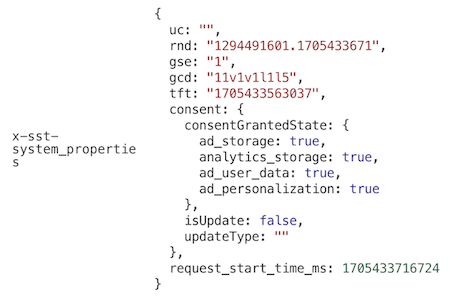 x-sst-
system_propertie
s
{
uc: "",
rnd: "1294491601.1705433671",
gse: "1",
gcd: "11v1v1l1l5",
tft: "1705433563037",
consent: {
consentGrantedState: {
ad_storage: true,
analytics_storage: true,
ad_user_data: true,
ad_personalization: true
},
isUpdate: false,
updateType: ""
},
request_start_time_ms: 1705433716724
}